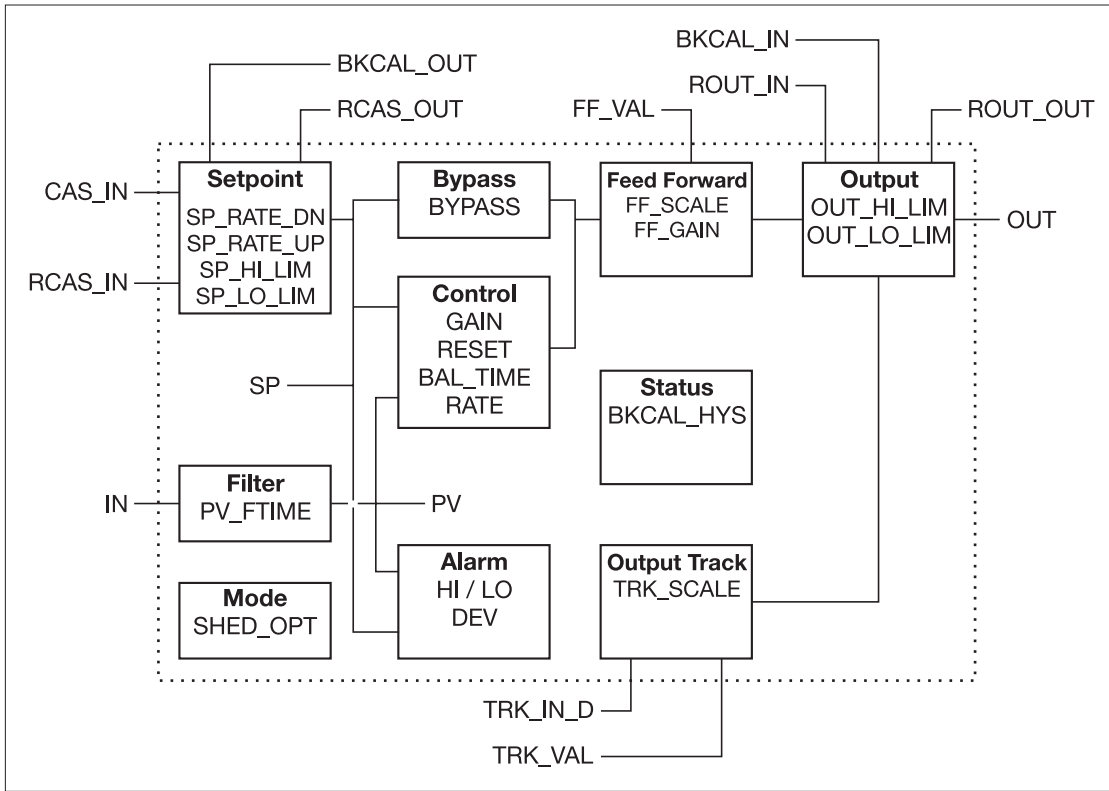 BKCAL_OUT
RCAS_OUT
BKCAL_IN
ROUT_IN
FF_VAL
ROUT_OUT
CAS_IN
RCAS_IN
Setpoint
SP_RATE_DN
SP_RATE_UP
SP_HI_LIM
SP_LO_LIM
Bypass
BYPASS
Feed Forward
FF_SCALE
FF_GAIN
Output
OUT_HI_LIM
OUT_LO_LIM
OUT
Control
GAIN
RESET
BAL_TIME
RATE
SP
Status
BKCAL_HYS
IN
Filter
PV_FTIME
PV
Mode
SHED_OPT
Alarm
HI / LO
DEV
Output Track
TRK_SCALE
TRK_IN_D
TRK_VAL